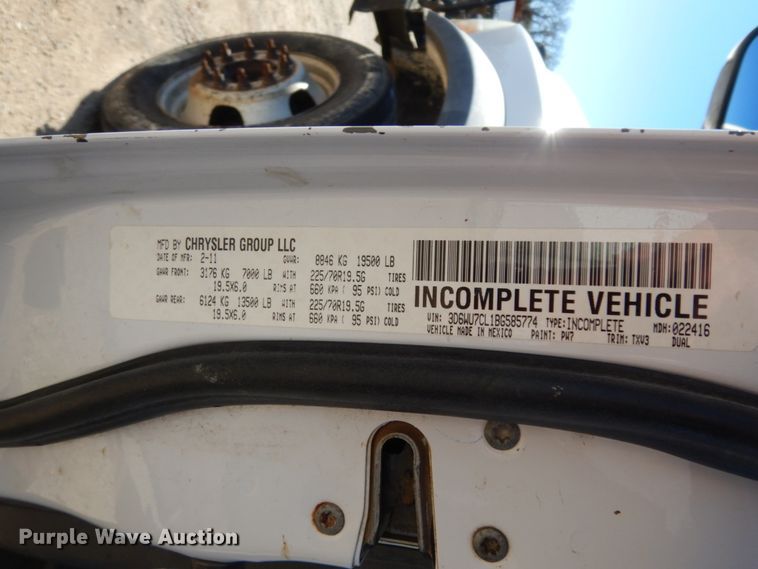 MFD BY CHRYSLER GROUP LLC
DATE OF MFR: 2-11 GVWR: 8846 KG 19500 LB
GAWR FRONT: 3176 KG 7000 LB WITH 225/70R19.5G TIRES
19.5X6.0 RIMS AT 660 KPA ( 95 PSI) COLD
GAWR REAR: 6124 KG 13500 LB WITH 225/70R19.5G TIRES
19.5X6.0 RIMS AT 660 KPA ( 95 PSI) COLD
INCOMPLETE VEHICLE
VIN: 3D6WU7CL1BG585774 TYPE: INCOMPLETE MDH: 022416
VEHICLE MADE IN MEXICO PAINT: PW7 TRIM: TXV3 DUAL
Purple Wave Auction